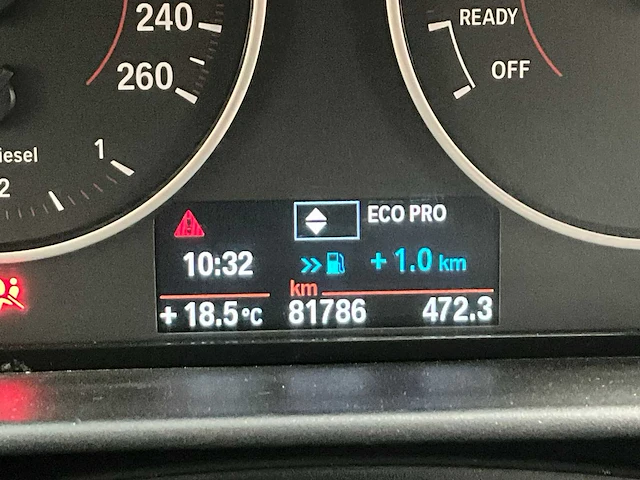 240
260
READY
OFF
iesel
1
2
ECO PRO
10:32
+ 1.0 km
km
+ 18.5°C
81786
472.3